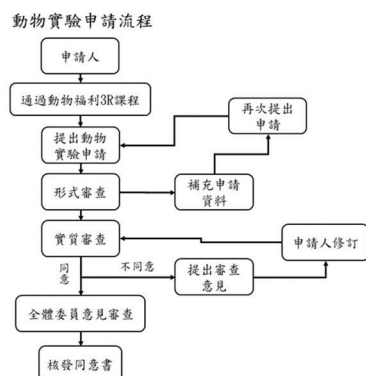 動物實驗申請流程
申請人
通過動物福利3R課程
再次提出
申請
提出動物
實驗申請
形式審查
補充申請
資料
實質審查
申請人修訂
同意
不同意
提出審查
意見
全體委員意見審查
核發同意書